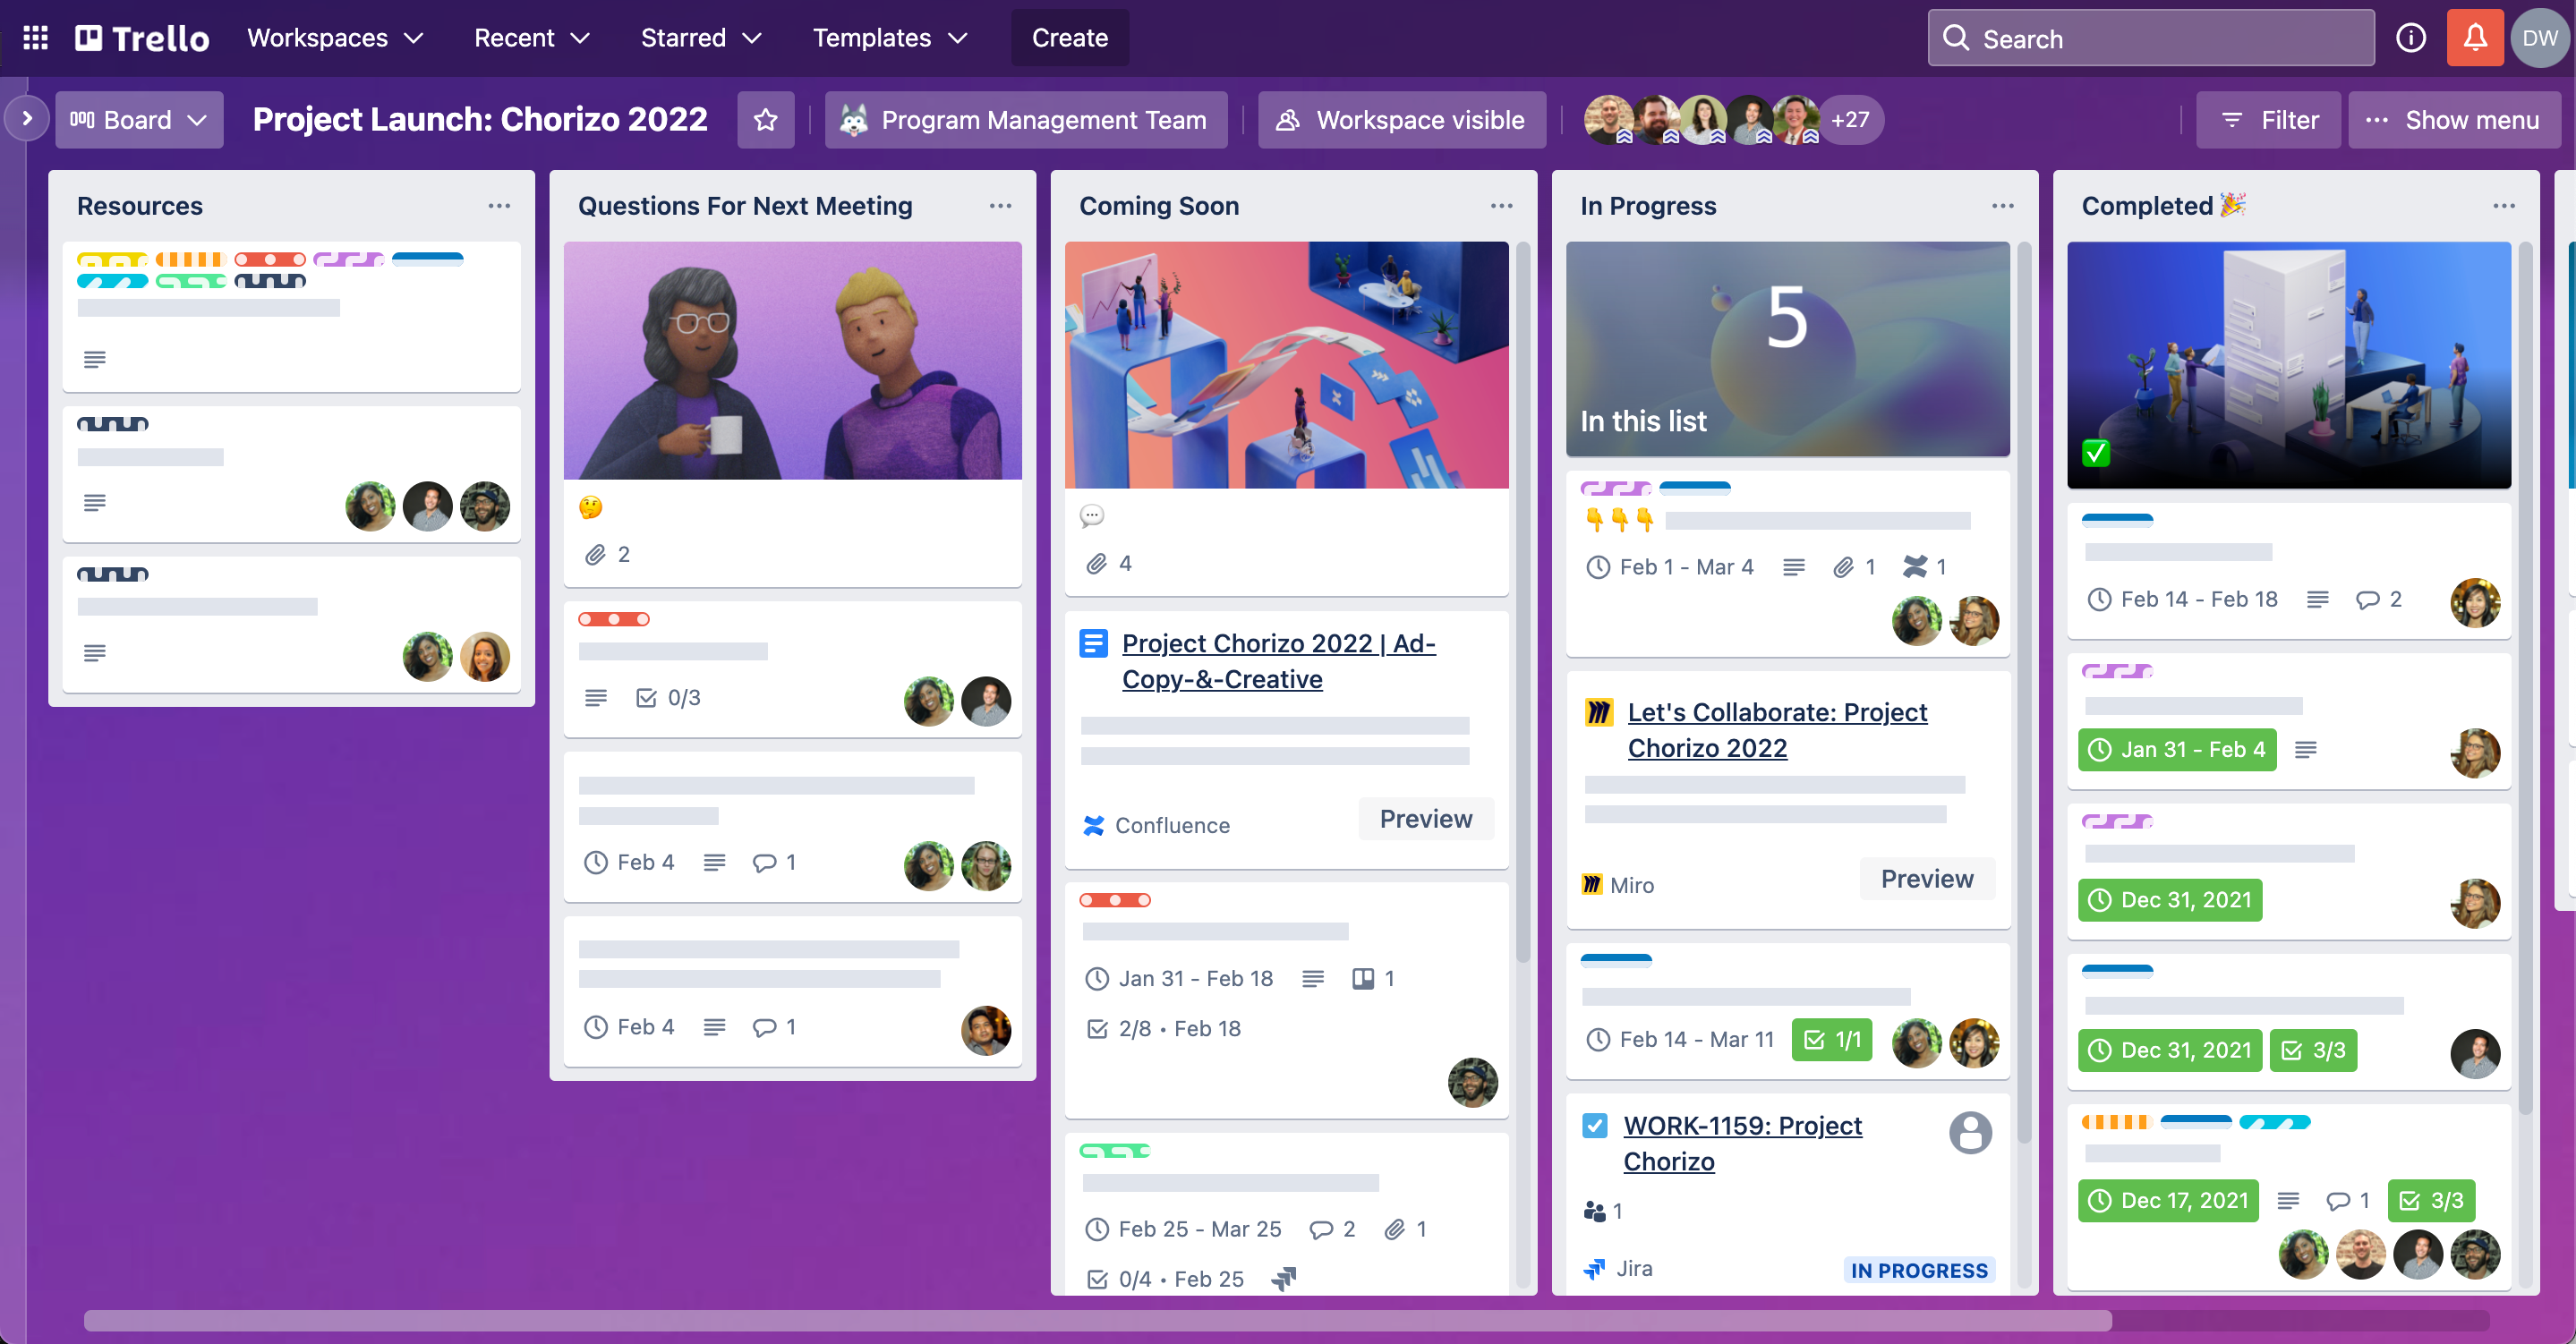 Trello
Workspaces
Recent
Starred
Templates
Create
Search
DW
Board
Project Launch: Chorizo 2022
Program Management Team
Workspace visible
+27
Filter
Show menu
Resources
Questions For Next Meeting
2
0/3
Feb 4
1
Feb 4
1
Coming Soon
4
Project Chorizo 2022 | Ad-
Copy-&-Creative
Confluence
Preview
Jan 31 - Feb 18
1
2/8 • Feb 18
Feb 25 - Mar 25
2
1
0/4 • Feb 25
In Progress
5
In this list
Feb 1 - Mar 4
1
1
Let's Collaborate: Project
Chorizo 2022
Miro
Preview
Feb 14 - Mar 11
1/1
WORK-1159: Project
Chorizo
1
Jira
IN PROGRESS
Completed 🎉
Feb 14 - Feb 18
2
Jan 31 - Feb 4
Dec 31, 2021
Dec 31, 2021
3/3
Dec 17, 2021
1
3/3